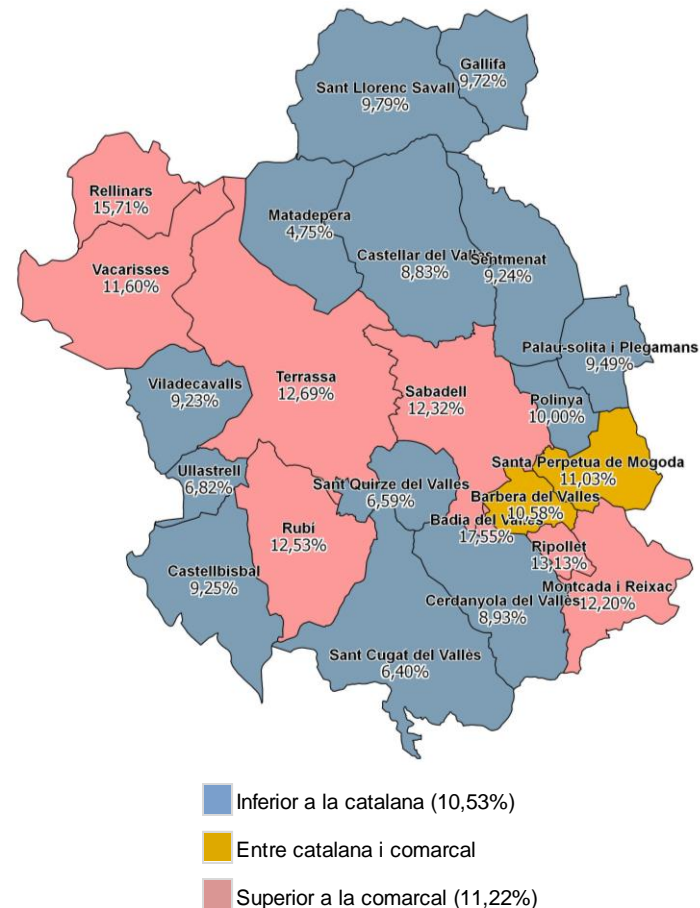 Gallifa
9,72%
Sant Llorenc Savall
9,79%
Rellinars
15,71%
Matadepera
4,75%
Castellar del Vallès
8,83%
Sentmenat
9,24%
Vacarisses
11,60%
Palau-solita i Plegamans
9,49%
Viladecavalls
9,23%
Terrassa
12,69%
Sabadell
12,32%
Polinya
10,00%
Ullastrell
6,82%
Sant Quirze del Valles
6,59%
Santa Perpetua de Mogoda
11,03%
Barbera del Valles
10,58%
Badia del Valles
17,55%
Rubi
12,53%
Ripollet
13,13%
Castellbisbal
9,25%
Montcada i Reixac
12,20%
Cerdanyola del Vallès
8,93%
Sant Cugat del Vallès
6,40%
Inferior a la catalana (10,53%)
Entre catalana i comarcal
Superior a la comarcal (11,22%)